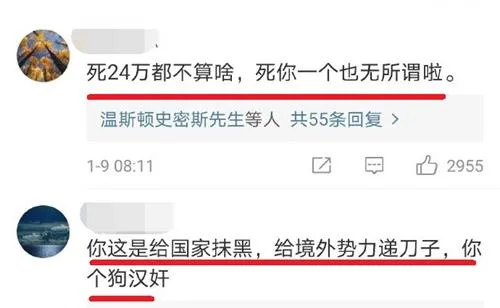 死24万都不算啥，死你一个也无所谓啦。
温斯顿史密斯先生等人 共55条回复 >
1-9 08:11
2955
你这是给国家抹黑，给境外势力递刀子，你
个狗汉奸